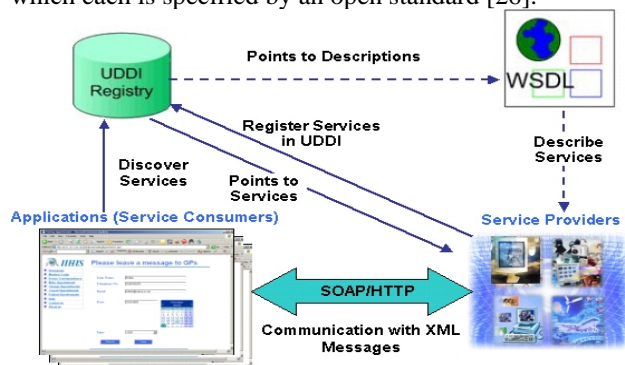 which each is specified by an open standard [26].
UDDI
Registry
Points to Descriptions
WSDL
Register Services
in UDDI
Describe
Services
Discover
Services
Points to
Services
Applications (Service Consumers)
Service Providers
IIHIS
Please leave a message to GPs
SOAP/HTTP
Communication with XML
Messages